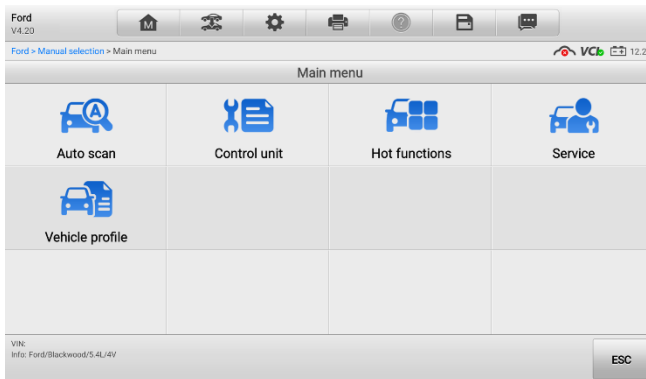 Ford
V4.20
M
Ford > Manual selection > Main menu
VCI
12.2
Main menu
A
Auto scan
Control unit
Hot functions
Service
Vehicle profile
VIN:
Info: Ford/Blackwood/5.4L/4V
ESC